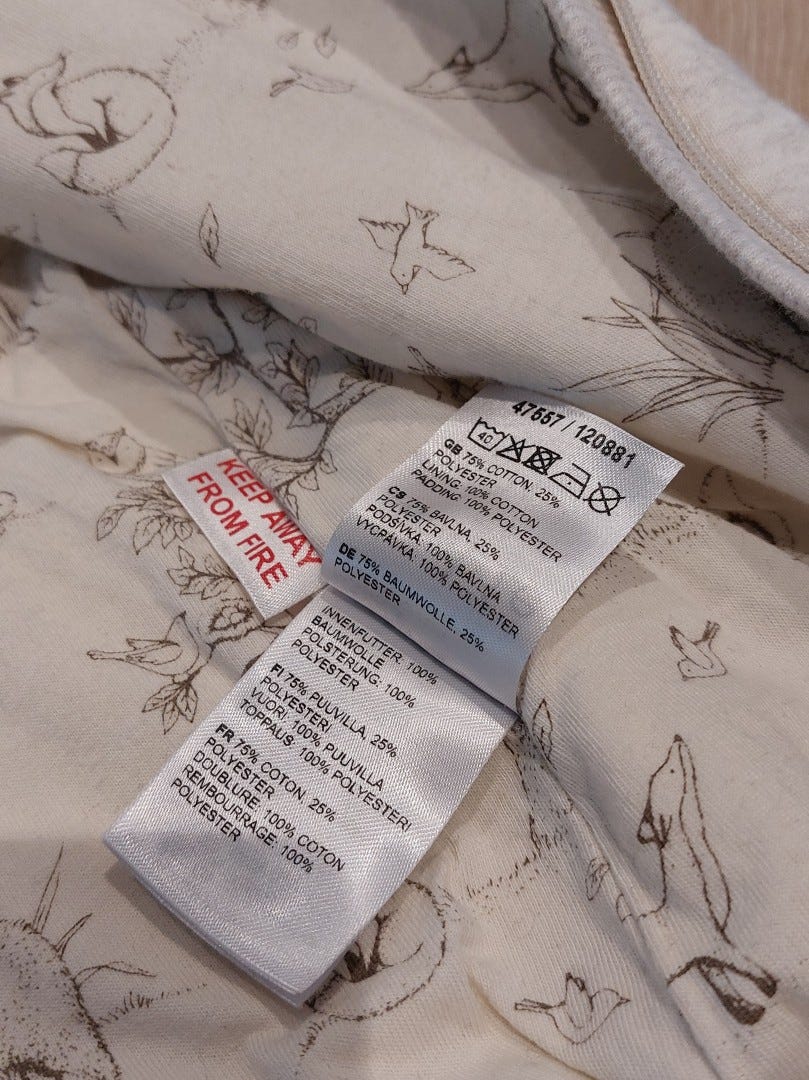 47657 / 120881
40
GB 75% COTTON, 25%
POLYESTER
LINING: 100% COTTON
PADDING 100% POLYESTER
CS 75% BAVLNA, 25%
POLYESTER
PODŠÍVKA: 100% BAVLNA
VYCPÁVKA: 100% POLYESTER
DE 75% BAUMWOLLE, 25%
POLYESTER
INNENFUTTER: 100%
BAUMWOLLE
POLSTERUNG: 100%
POLYESTER
FI 75% PUUVILLA, 25%
POLYESTERI
VUORI: 100% PUUVILLA
TOPPAUS: 100% POLYESTERI
FR 75% COTON, 25%
POLYESTER
DOUBLURE: 100% COTON
REMBOURRAGE: 100%
POLYESTER
KEEP AWAY
FROM FIRE